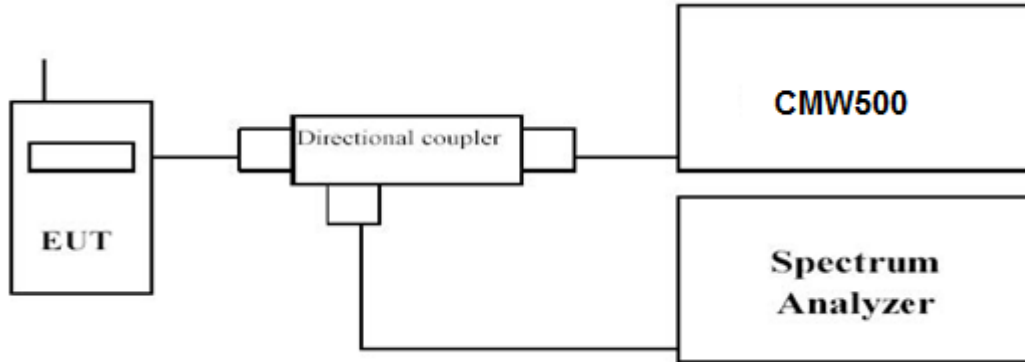 CMW500
Directional coupler
EUT
Spectrum
Analyzer